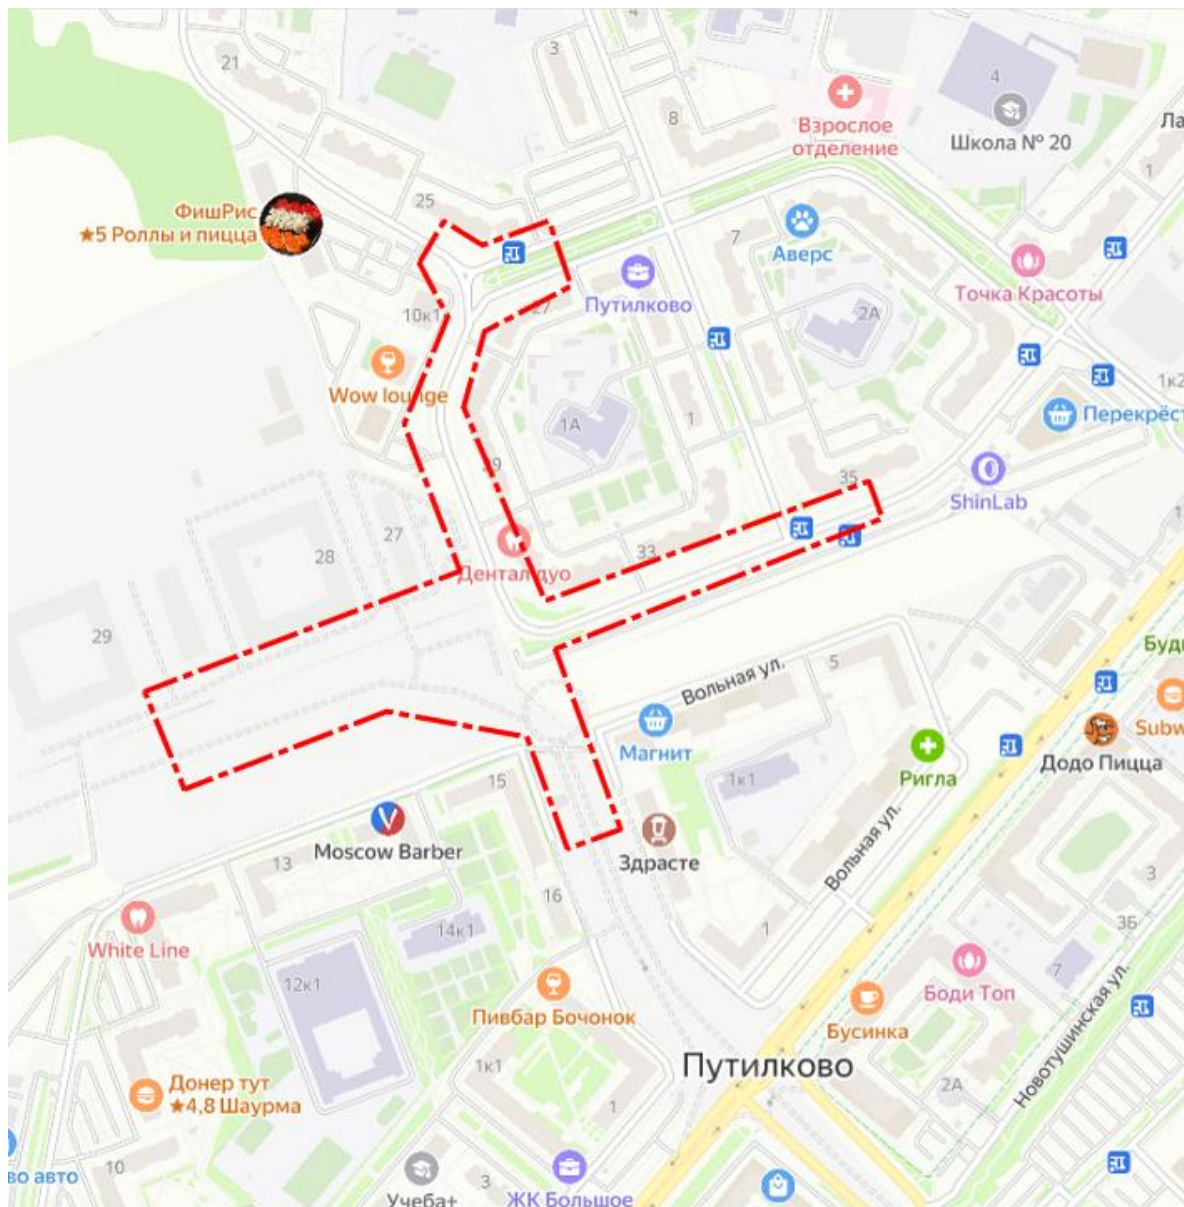 21
3
4
8
4
Взрослое
отделение
Школа № 20
Ла
1
ФишРис
★5 Роллы и пицца
25
9
7
Аверс
Точка Красоты
Путилково
10к1
27
2А
Wow lounge
1к2
Перекрёст
1А
1
29
35
ShinLab
27
28
Дентал дуо
33
29
Вольная ул.
5
Буди
Магнит
Subw
Додо Пицца
Ригла
15
1к1
Moscow Barber
13
Здрасте
Вольная ул.
3
16
White Line
14к1
1
3Б
12к1
7
Боди Топ
Пивбар Бочонок
Бусинка
Новотушинская ул.
1к1
Путилково
2А
Донер тут
★4,8 Шаурма
1
10
во авто
3
Учеба+
ЖК Большое